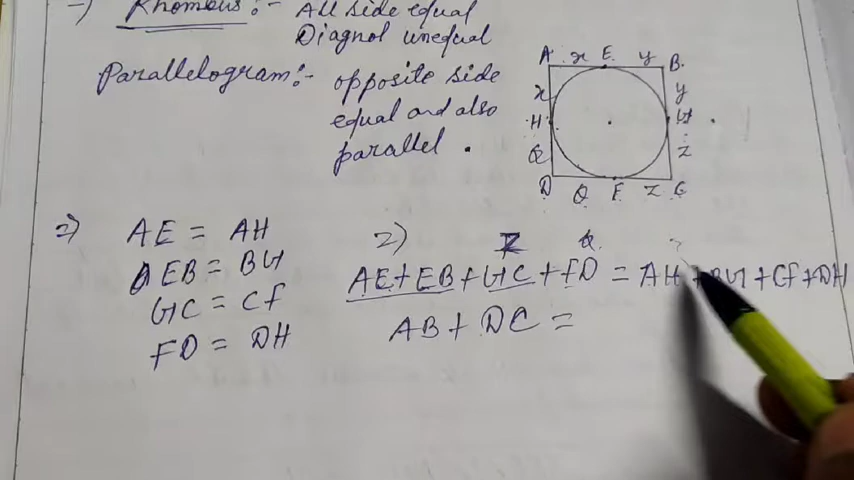 =) Rhombus:- All side equal
Diagnol unequal
Parallelogram:- opposite side
equal and also
parallel .
A x E y B
x y
H G
Q z
D Q F z C
=) AE = AH
EB = BG
GC = Cf
FD = DH
2) z Q
AE+EB+GC+fD = AH+BG+Cf+DH
AB+DC =